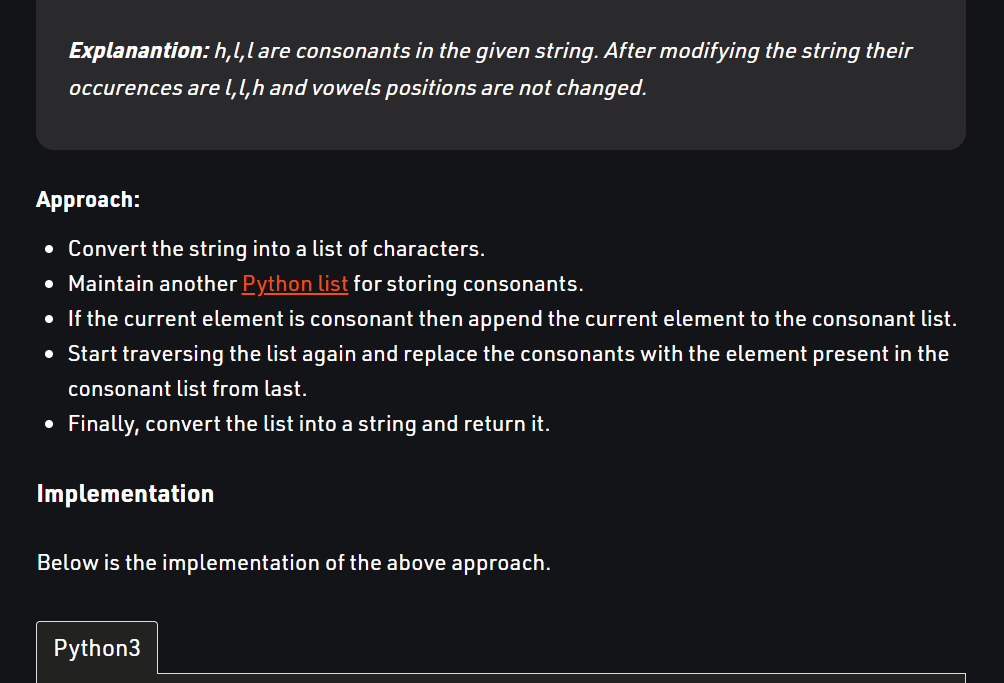 Explanantion: h,l,l are consonants in the given string. After modifying the string their
occurences are l,l,h and vowels positions are not changed.
Approach:
Convert the string into a list of characters.
Maintain another Python list for storing consonants.
If the current element is consonant then append the current element to the consonant list.
Start traversing the list again and replace the consonants with the element present in the
consonant list from last.
Finally, convert the list into a string and return it.
Implementation
Below is the implementation of the above approach.
Python3